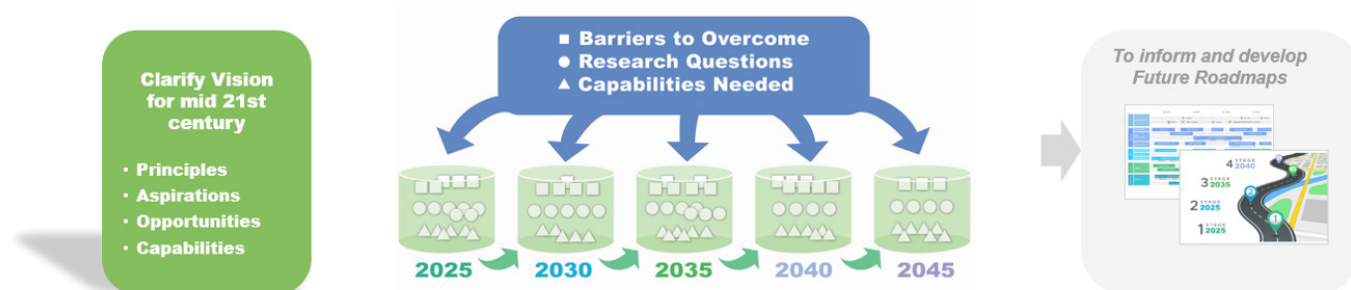 Clarify Vision
for mid 21st
century
• Principles
• Aspirations
• Opportunities
• Capabilities
Barriers to Overcome
Research Questions
Capabilities Needed
2025
2030
2035
2040
2045
To inform and develop
Future Roadmaps
4 STAGE 2040
3 STAGE 2035
2 STAGE 2025
1 STAGE 2025
2
1